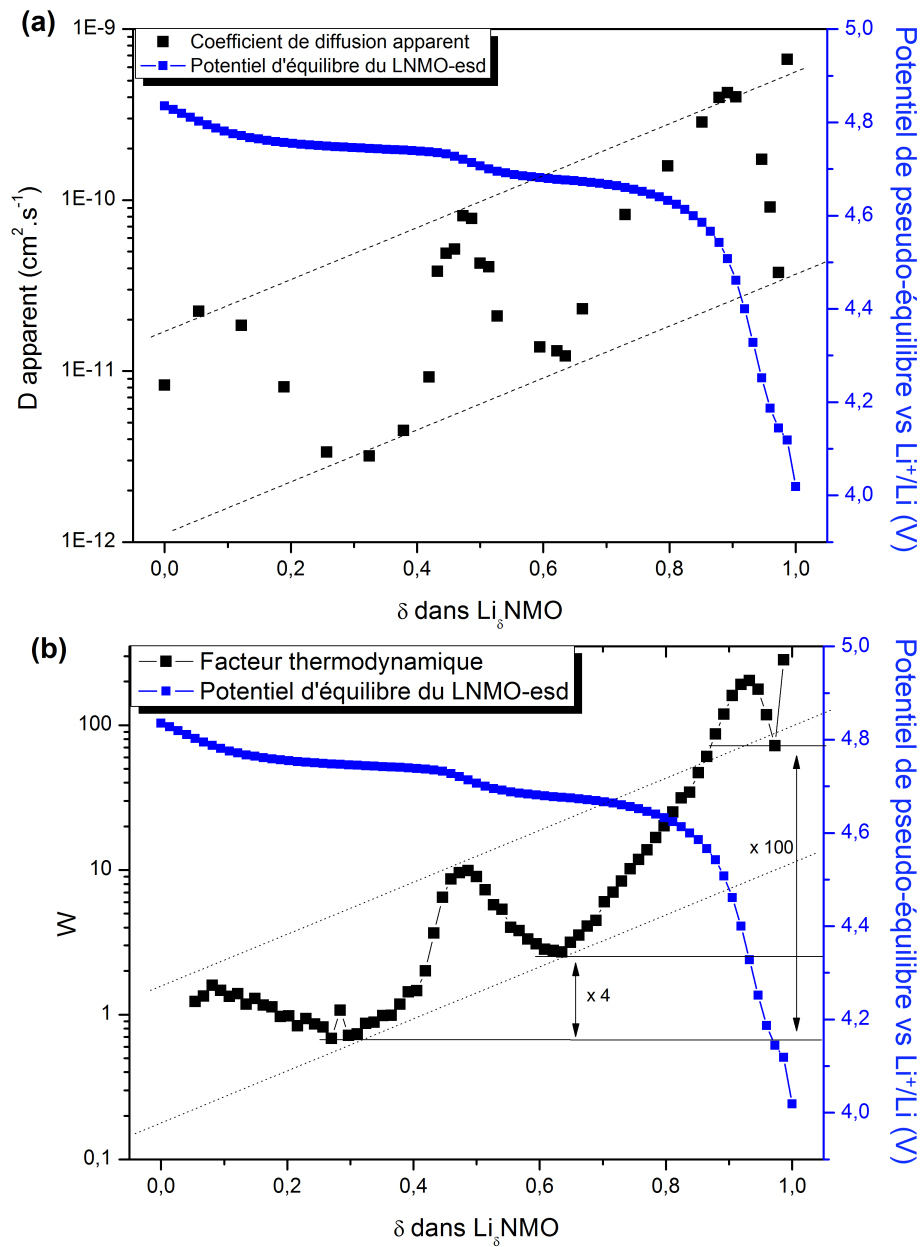 (a)
Coefficient de diffusion apparent
Potentiel d'équilibre du LNMO-esd
1E-9
1E-10
1E-11
1E-12
D apparent (cm².s⁻¹)
5,0
4,8
4,6
4,4
4,2
4,0
Potentiel de pseudo-équilibre vs Li⁺/Li (V)
0,0 0,2 0,4 0,6 0,8 1,0
δ dans Li_δNMO
(b)
Facteur thermodynamique
Potentiel d'équilibre du LNMO-esd
100
10
1
0,1
W
x 100
x 4
5,0
4,8
4,6
4,4
4,2
4,0
Potentiel de pseudo-équilibre vs Li⁺/Li (V)
0,0 0,2 0,4 0,6 0,8 1,0
δ dans Li_δNMO